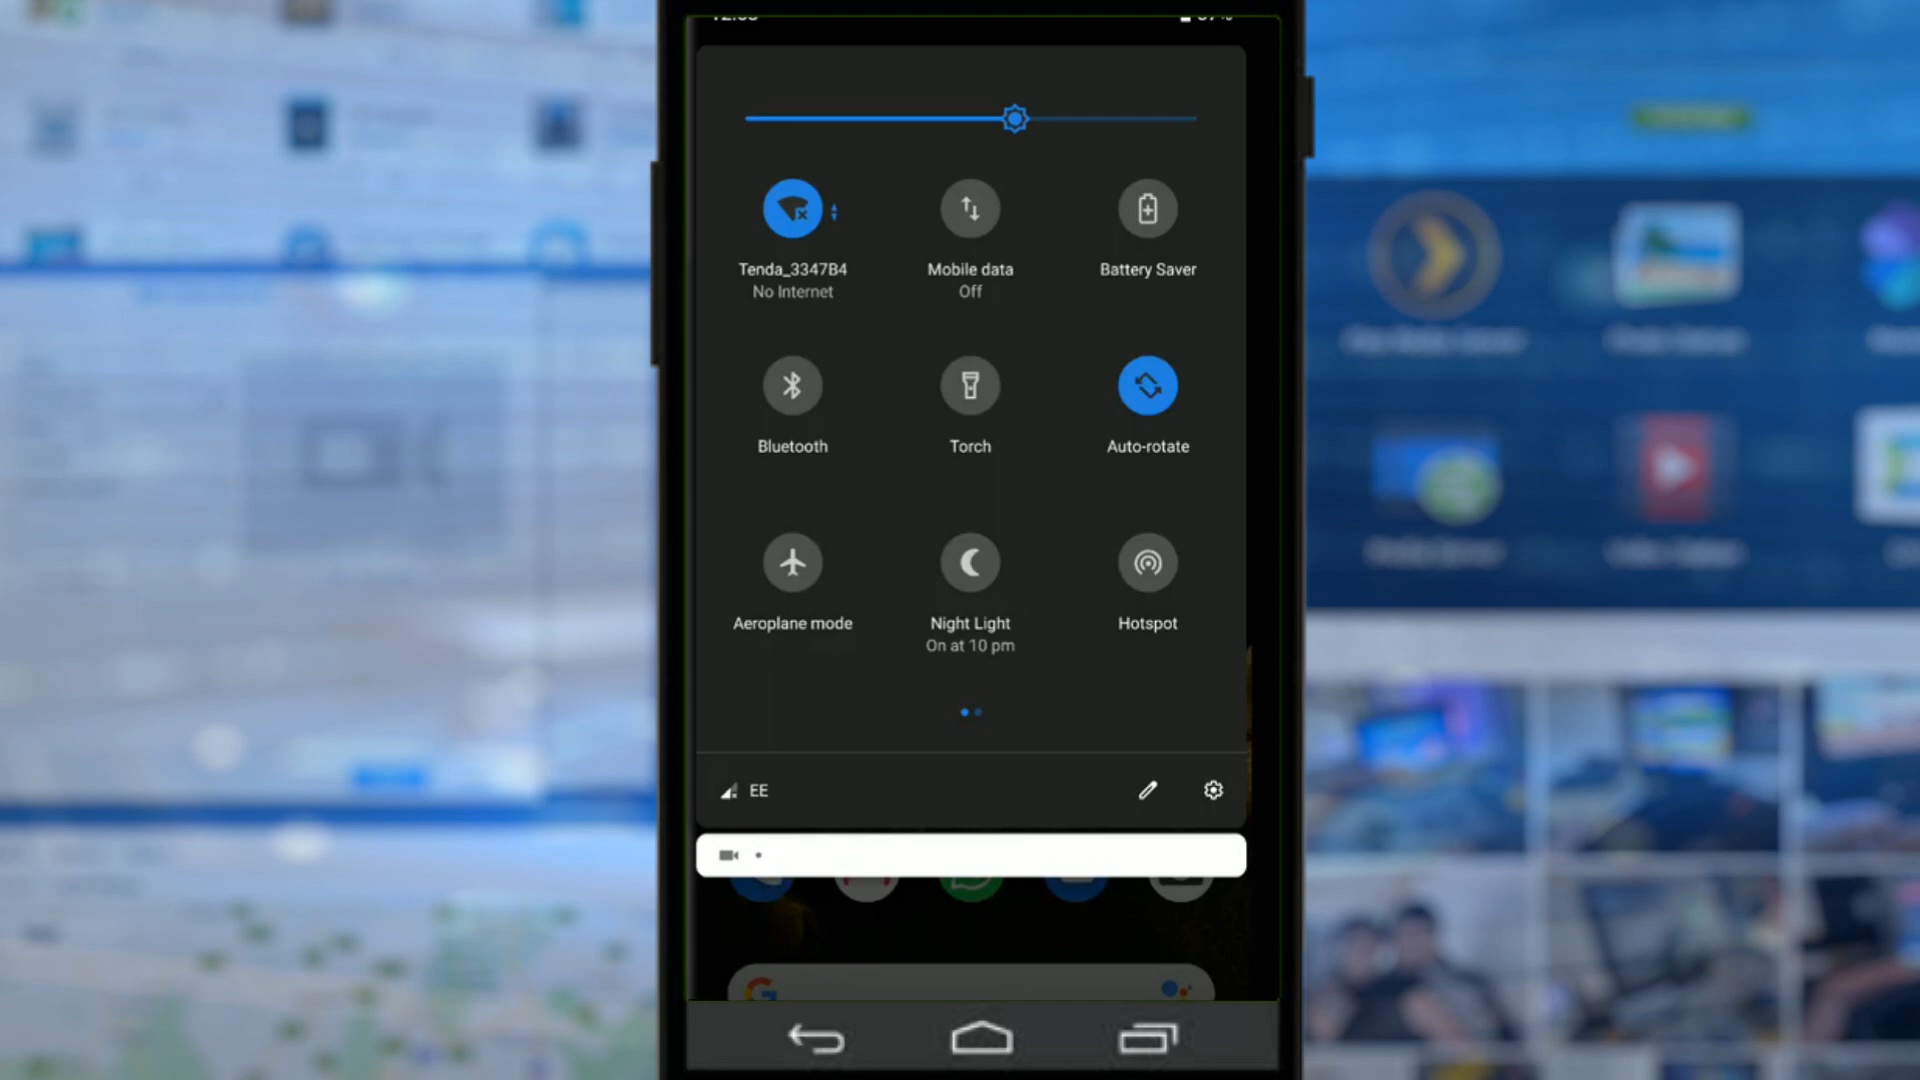 Tenda_3347B4
No Internet
Mobile data
Off
Battery Saver
Bluetooth
Torch
Auto-rotate
Aeroplane mode
Night Light
On at 10 pm
Hotspot
EE